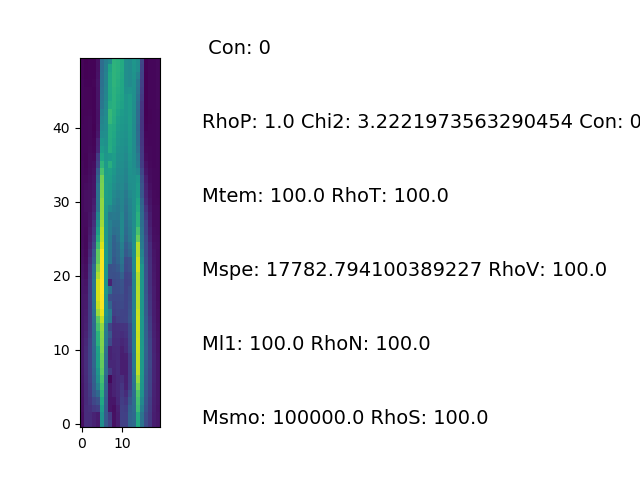 Con: 0
RhoP: 1.0 Chi2: 3.2221973563290454 Con: 0
40
Mtem: 100.0 RhoT: 100.0
30
Mspe: 17782.794100389227 RhoV: 100.0
20
Ml1: 100.0 RhoN: 100.0
10
Msmo: 100000.0 RhoS: 100.0
0
0 10